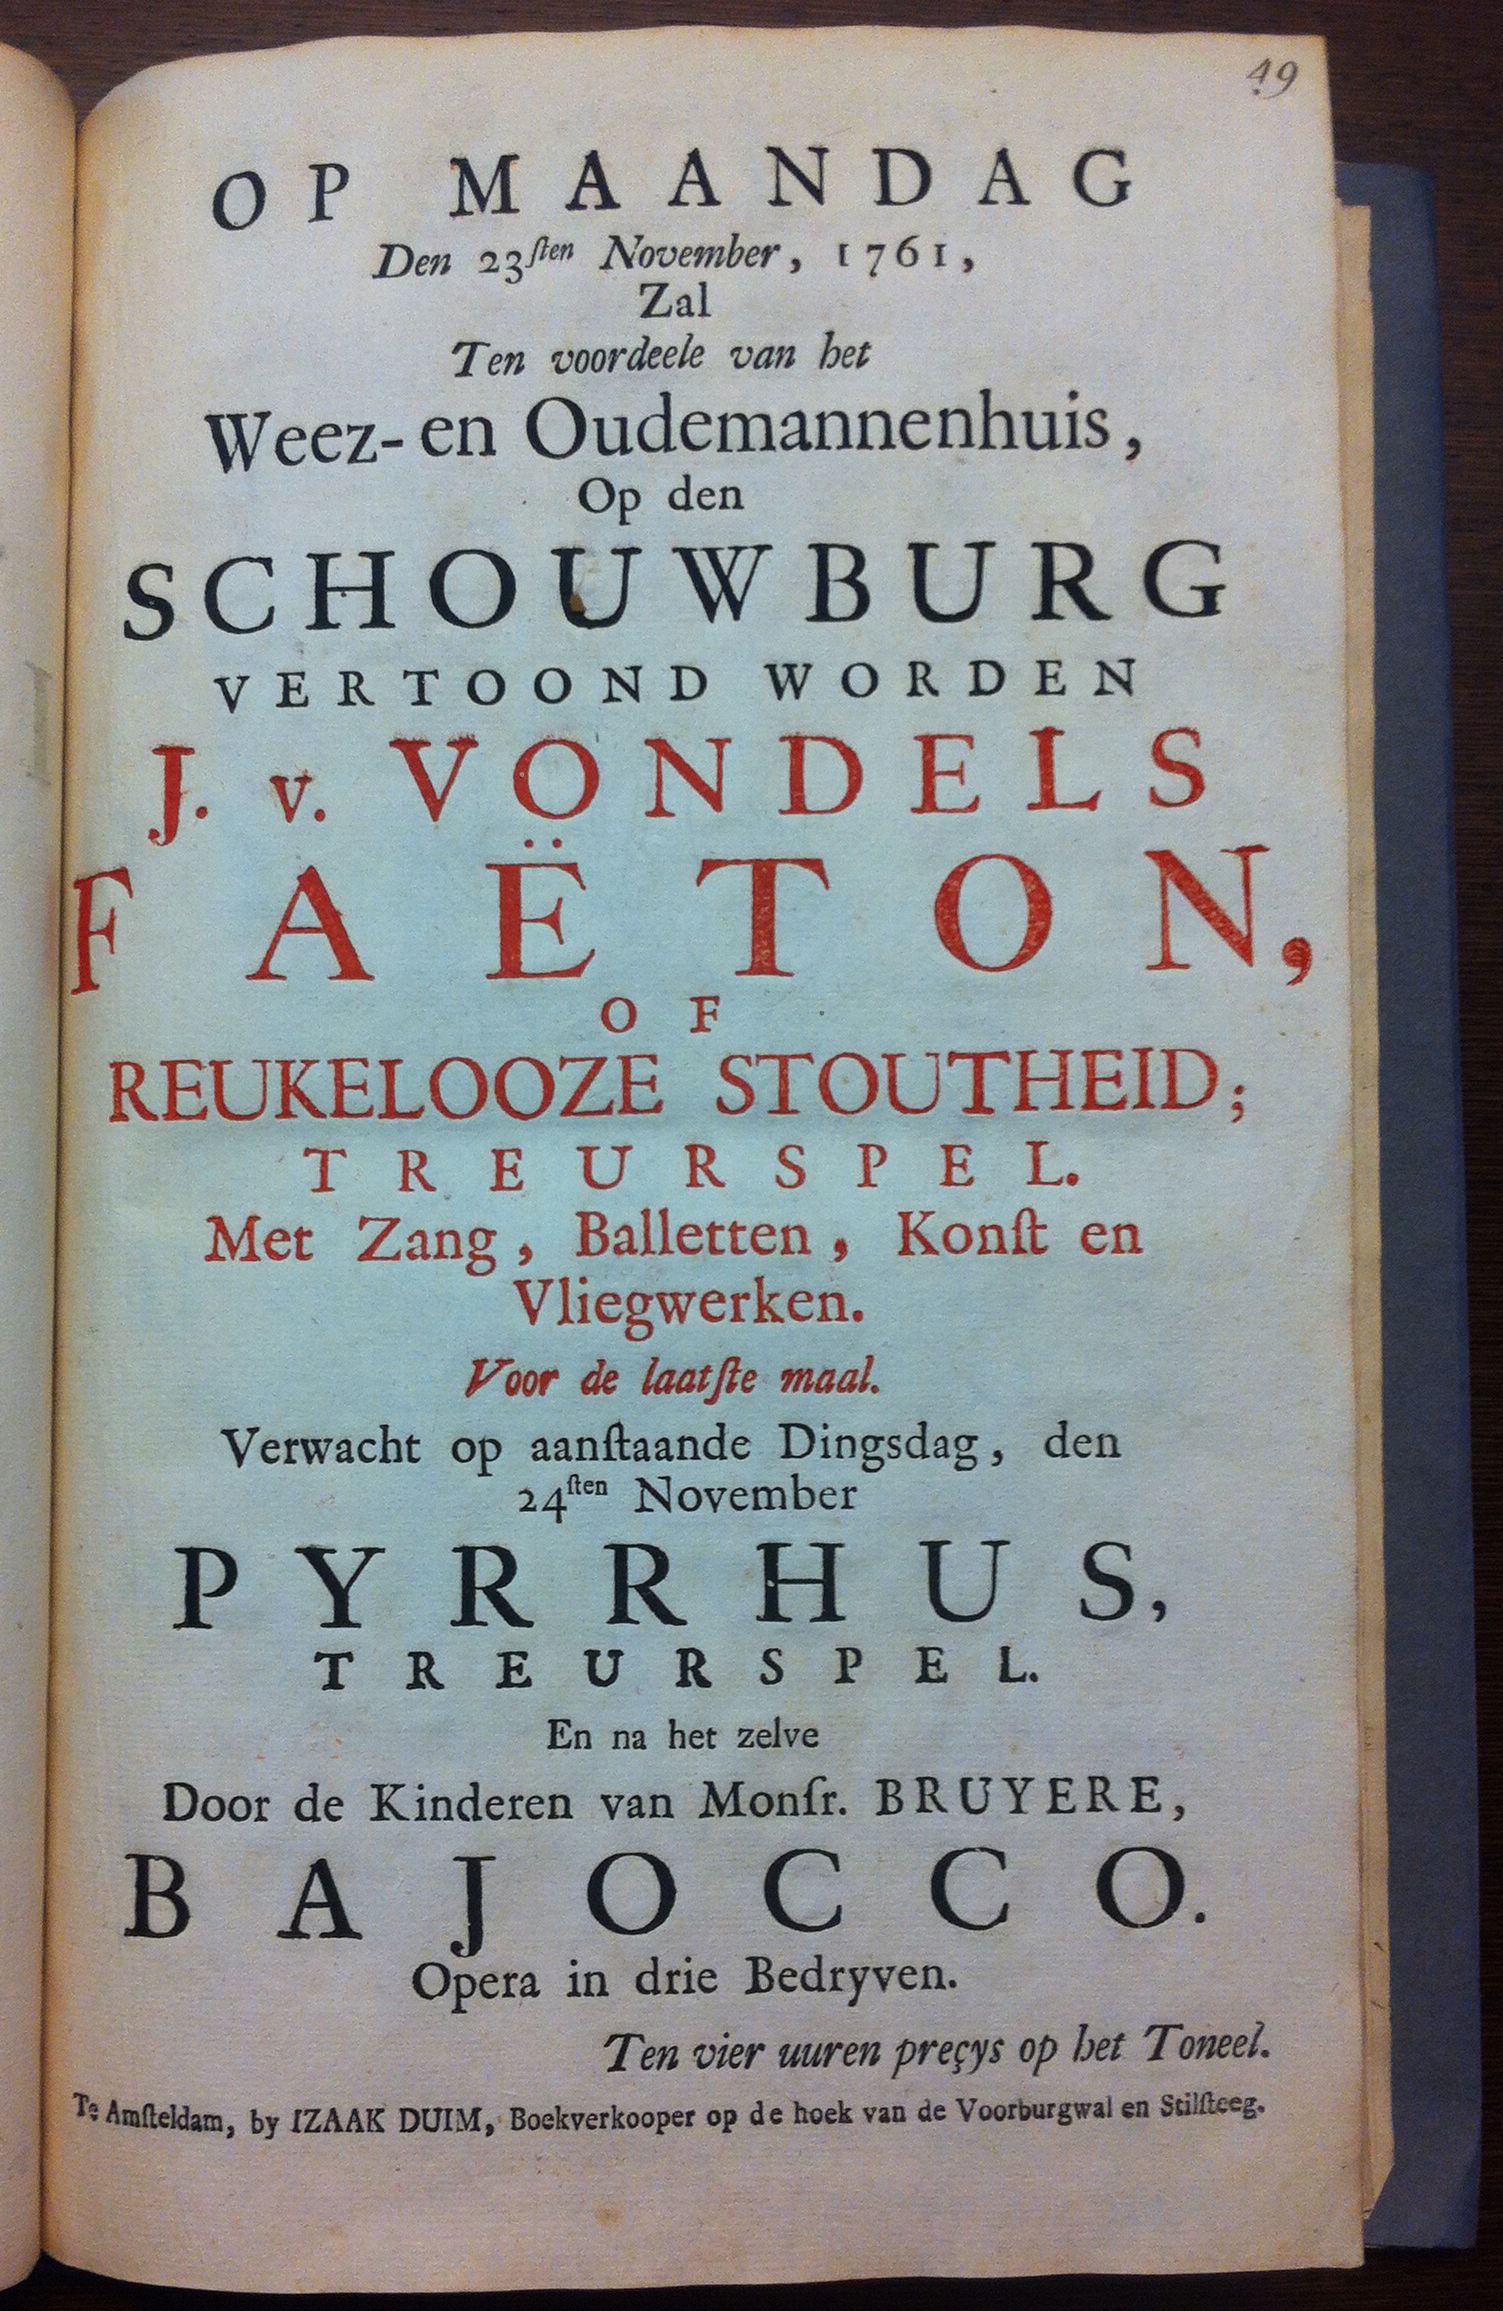 49
OP MAANDAG
Den 23ſten November, 1761,
Zal
Ten voordeele van het
Weez- en Oudemannenhuis,
Op den
SCHOUWBURG
VERTOOND WORDEN
J. v. VONDELS
FAËTON,
OF
REUKELOOZE STOUTHEID;
TREURSPEL.
Met Zang, Balletten, Konſt en
Vliegwerken.
Voor de laatſte maal.
Verwacht op aanſtaande Dingsdag, den
24ſten November
PYRRHUS,
TREURSPEL.
En na het zelve
Door de Kinderen van Monſr. BRUYERE,
BAJOCCO.
Opera in drie Bedryven.
Ten vier uuren preçys op het Toneel.
Te Amſteldam, by IZAAK DUIM, Boekverkooper op de hoek van de Voorburgwal en Stilſteeg.